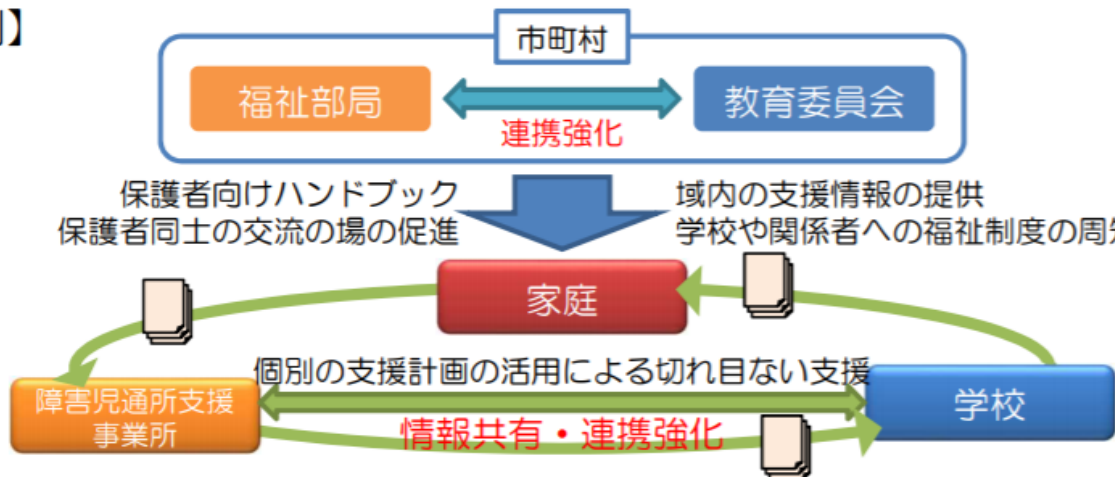 】
市町村
福祉部局
教育委員会
連携強化
保護者向けハンドブック
保護者同士の交流の場の促進
域内の支援情報の提供
学校や関係者への福祉制度の周
家庭
個別の支援計画の活用による切れ目ない支援
障害児通所支援
事業所
学校
情報共有・連携強化